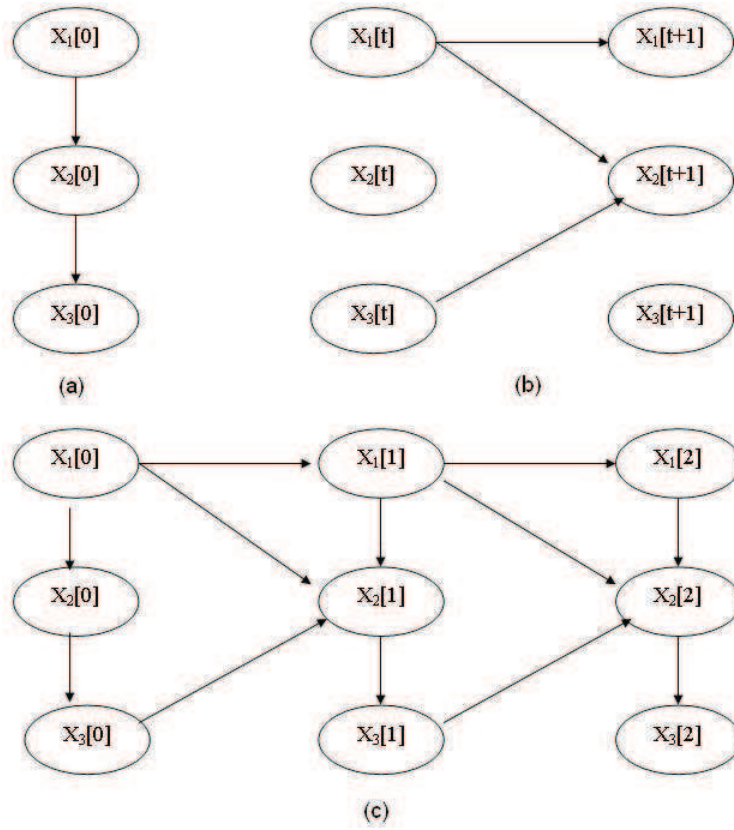 X₁[0] X₁[t] X₁[t+1]
X₂[0] X₂[t] X₂[t+1]
X₃[0] X₃[t] X₃[t+1]
(a) (b)
X₁[0] X₁[1] X₁[2]
X₂[0] X₂[1] X₂[2]
X₃[0] X₃[1] X₃[2]
(c)